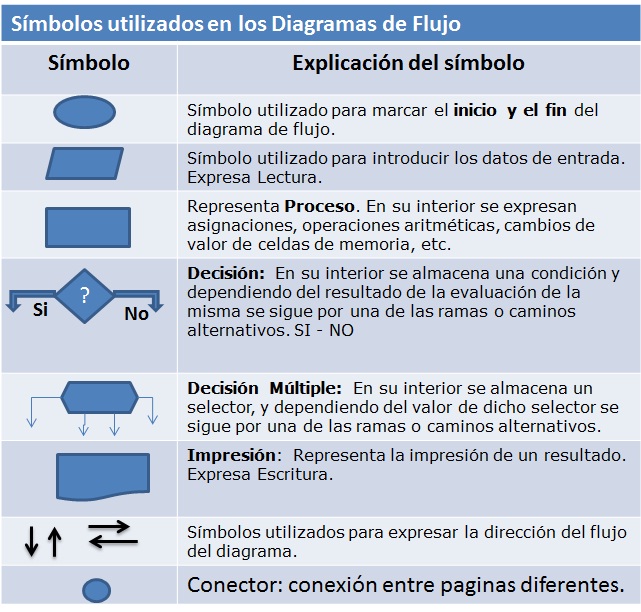 Símbolos utilizados en los Diagramas de Flujo
Símbolo
Explicación del símbolo
Símbolo utilizado para marcar el inicio y el fin del
diagrama de flujo.
Símbolo utilizado para introducir los datos de entrada.
Expresa Lectura.
Representa Proceso. En su interior se expresan
asignaciones, operaciones aritméticas, cambios de
valor de celdas de memoria, etc.
?
Si
No
Decisión: En su interior se almacena una condición y
dependiendo del resultado de la evaluación de la
misma se sigue por una de las ramas o caminos
alternativos. SI - NO
Decisión Múltiple: En su interior se almacena un
selector, y dependiendo del valor de dicho selector se
sigue por una de las ramas o caminos alternativos.
Impresión: Representa la impresión de un resultado.
Expresa Escritura.
Símbolos utilizados para expresar la dirección del flujo
del diagrama.
Conector: conexión entre paginas diferentes.